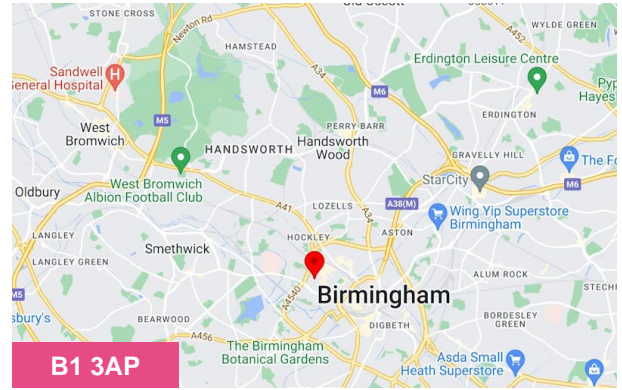 STONE CROSS
Newton Rd
HAMSTEAD
A34
WYLDE GREEN
A452
Erdington Leisure Centre
Sandwell
General Hospital
H
M5
M6
Pyp
Hayes
ERDINGTON
West
Bromwich
PERRY BARR
HANDSWORTH
Handsworth
Wood
GRAVELLY HILL
StarCity
The Fo
M6
Oldbury
West Bromwich
Albion Football Club
A41
LOZELLS
A34
A38(M)
Wing Yip Superstore
Birmingham
LANGLEY
Smethwick
HOCKLEY
ASTON
LANGLEY GREEN
ALUM ROCK
STECHF
M5
A4540
Birmingham
sbury's
BEARWOOD
A456
DIGBETH
BORDESLEY
GREEN
The Birmingham
Botanical Gardens
Asda Small
Heath Superstore
B1 3AP